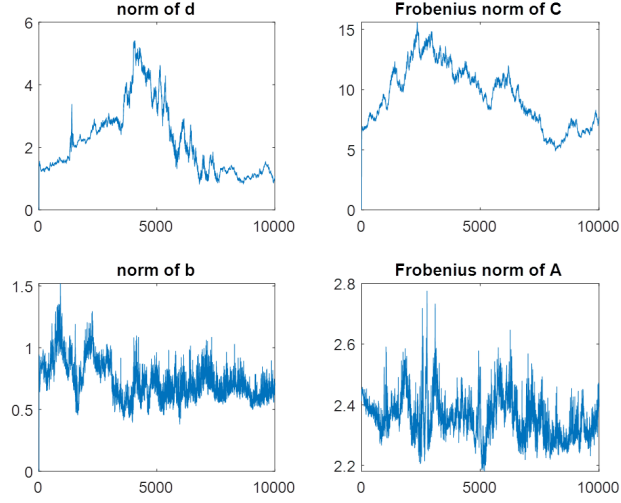 norm of d
6
4
2
0
0 5000 10000
Frobenius norm of C
15
10
5
0
0 5000 10000
norm of b
1.5
1
0.5
0
0 5000 10000
Frobenius norm of A
2.8
2.6
2.4
2.2
0 5000 10000